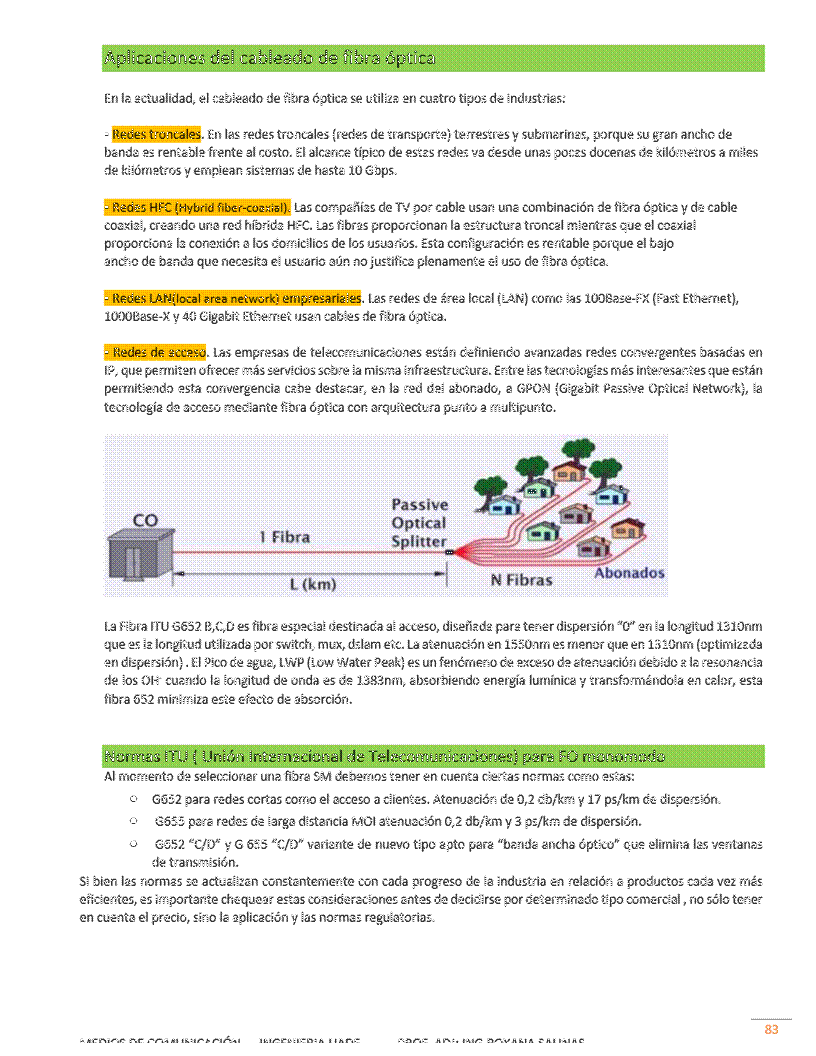 Aplicaciones del cableado de fibra óptica
En la actualidad, el cableado de fibra óptica se utiliza en cuatro tipos de industrias:
- Redes troncales. En las redes troncales (redes de transporte) terrestres y submarinas, porque su gran ancho de
banda es rentable frente al costo. El alcance típico de estas redes va desde unas pocas docenas de kilómetros a miles
de kilómetros y emplean sistemas de hasta 10 Gbps.
- Redes HFC (Hybrid fiber-coaxial). Las compañías de TV por cable usan una combinación de fibra óptica y de cable
coaxial, creando una red híbrida HFC. Las fibras proporcionan la estructura troncal mientras que el coaxial
proporciona la conexión a los domicilios de los usuarios. Esta configuración es rentable porque el bajo
ancho de banda que necesita el usuario aún no justifica plenamente el uso de fibra óptica.
- Redes LAN(local area network) empresariales. Las redes de área local (LAN) como las 100Base-FX (Fast Ethernet),
1000Base-X y 40 Gigabit Ethernet usan cables de fibra óptica.
- Redes de acceso. Las empresas de telecomunicaciones están definiendo avanzadas redes convergentes basadas en
IP, que permiten ofrecer más servicios sobre la misma infraestructura. Entre las tecnologías más interesantes que están
permitiendo esta convergencia cabe destacar, en la red del abonado, a GPON (Gigabit Passive Optical Network), la
tecnología de acceso mediante fibra óptica con arquitectura punto a multipunto.
CO
1 Fibra
Passive
Optical
Splitter
L (km)
N Fibras
Abonados
La Fibra ITU G652 B,C,D es fibra especial destinada al acceso, diseñada para tener dispersión "0" en la longitud 1310nm
que es la longitud utilizada por switch, mux, dslam etc. La atenuación en 1550nm es menor que en 1310nm (optimizada
en dispersión) . El Pico de agua, LWP (Low Water Peak) es un fenómeno de exceso de atenuación debido a la resonancia
de los OH- cuando la longitud de onda es de 1383nm, absorbiendo energía lumínica y transformándola en calor, esta
fibra 652 minimiza este efecto de absorción.
Normas ITU ( Unión Internacional de Telecomunicaciones) para FO monomodo
Al momento de seleccionar una fibra SM debemos tener en cuenta ciertas normas como estas:
○ G652 para redes cortas como el acceso a clientes. Atenuación de 0,2 db/km y 17 ps/km de dispersión.
○ G655 para redes de larga distancia MOI atenuación 0,2 db/km y 3 ps/km de dispersión.
○ G652 "C/D" y G 655 "C/D" variante de nuevo tipo apto para "banda ancha óptico" que elimina las ventanas
de transmisión.
Si bien las normas se actualizan constantemente con cada progreso de la industria en relación a productos cada vez más
eficientes, es importante chequear estas consideraciones antes de decidirse por determinado tipo comercial , no sólo tener
en cuenta el precio, sino la aplicación y las normas regulatorias.
83
MEDIOS DE COMUNICACIÓN INGENIERIA UADE PROF. ADJ: ING ROXANA SALINAS